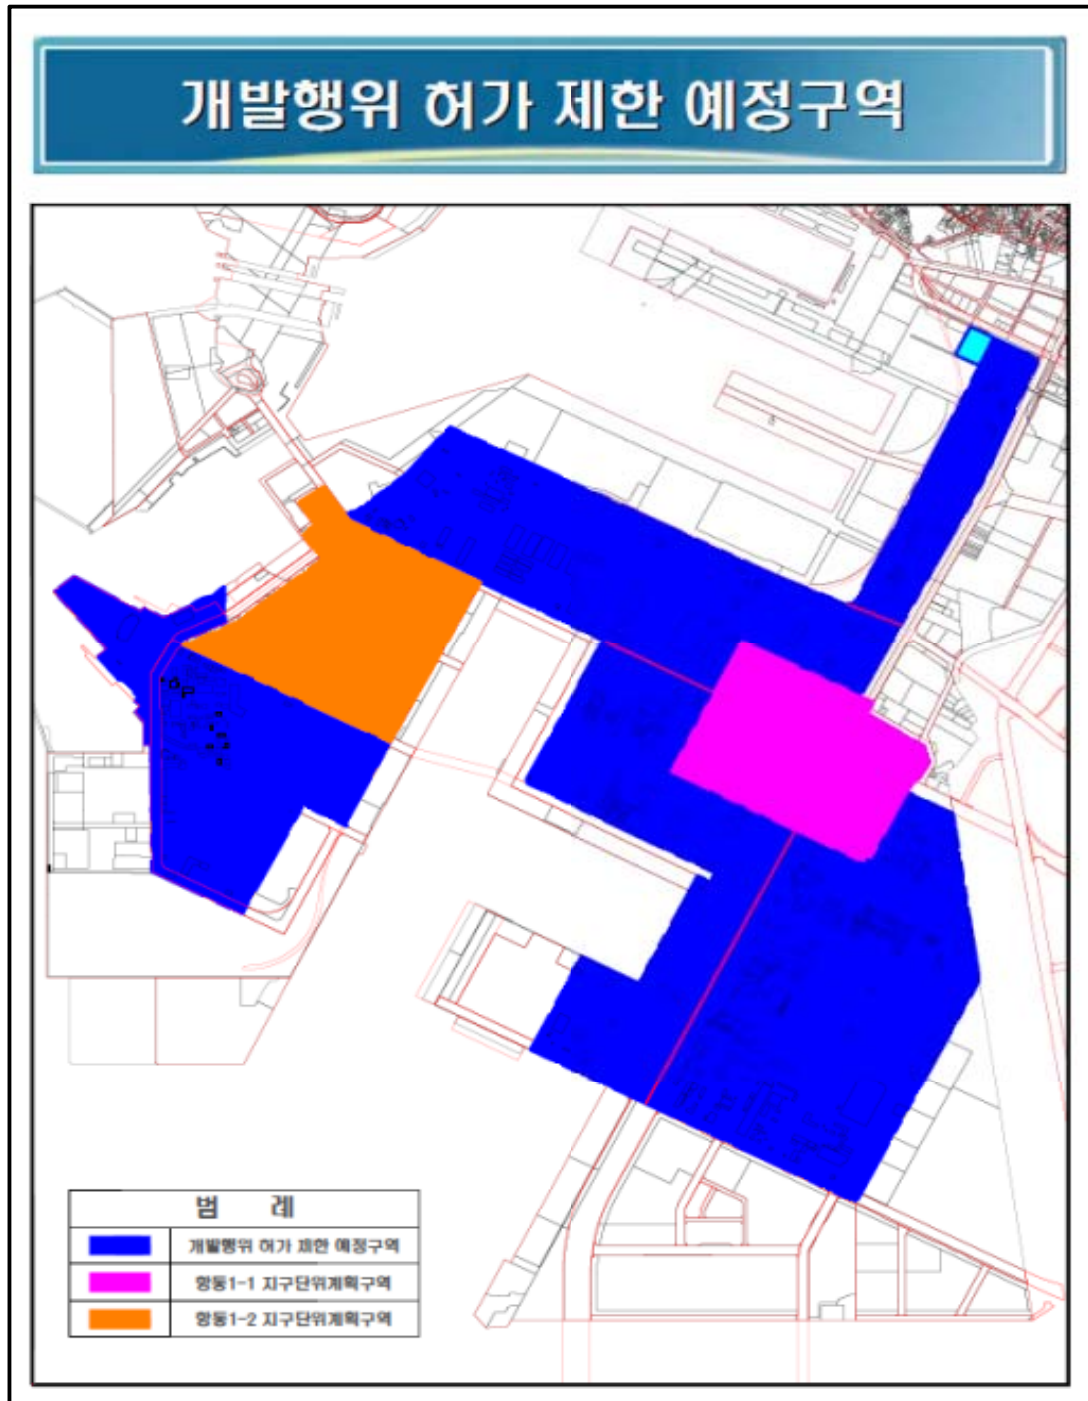 개발행위 허가 제한 예정구역
범 례
개발행위 허가 제한 예정구역
항동1-1 지구단위계획구역
항동1-2 지구단위계획구역